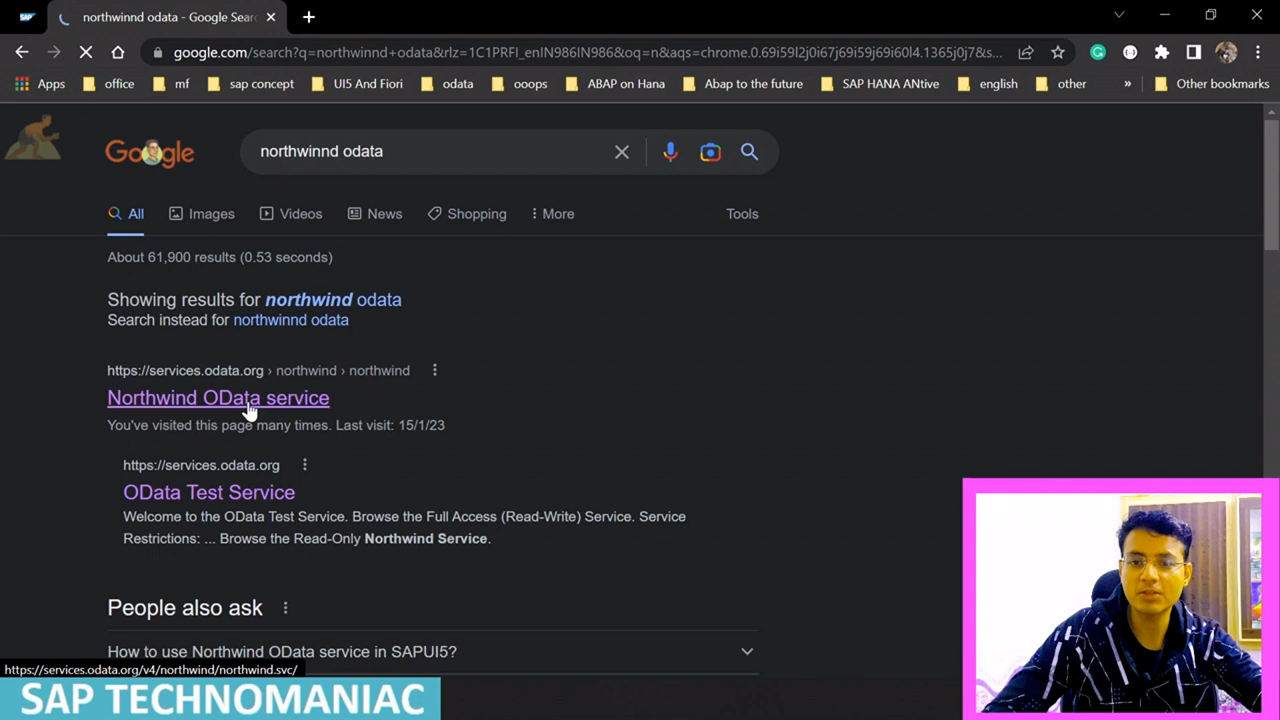 northwinnd odata - Google Sear
google.com/search?q=northwinnd+odata&rlz=1C1PRFI_enIN986IN986&oq=n&aqs=chrome.0.69i59l2j0i67j69i59j69i60l4.1365j0j7&s...
Apps office mf sap concept UI5 And Fiori odata ooops ABAP on Hana Abap to the future SAP HANA ANtive english other » Other bookmarks
Google
northwinnd odata
All Images Videos News Shopping More Tools
About 61,900 results (0.53 seconds)
Showing results for northwind odata
Search instead for northwinnd odata
https://services.odata.org › northwind › northwind
Northwind OData service
You've visited this page many times. Last visit: 15/1/23
https://services.odata.org
OData Test Service
Welcome to the OData Test Service. Browse the Full Access (Read-Write) Service. Service
Restrictions: ... Browse the Read-Only Northwind Service.
People also ask
How to use Northwind OData service in SAPUI5?
https://services.odata.org/v4/northwind/northwind.svc/
SAP TECHNOMANIAC